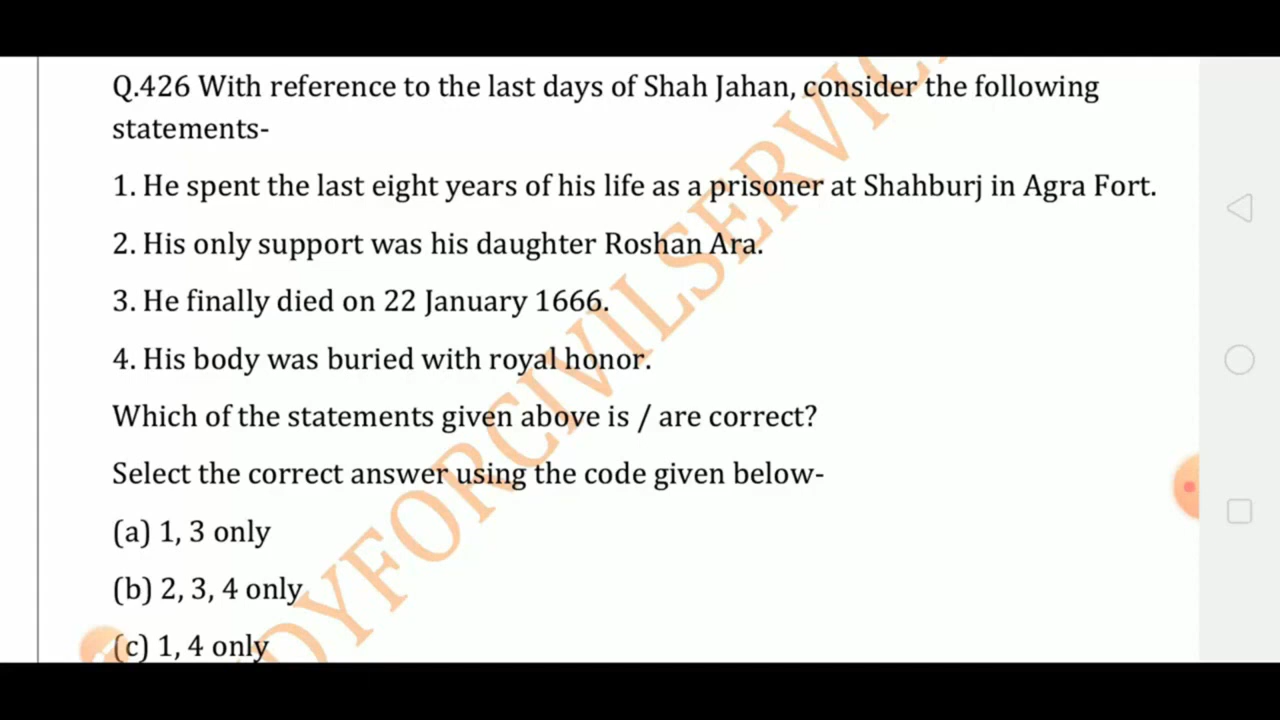 Q.426 With reference to the last days of Shah Jahan, consider the following
statements-
1. He spent the last eight years of his life as a prisoner at Shahburj in Agra Fort.
2. His only support was his daughter Roshan Ara.
3. He finally died on 22 January 1666.
4. His body was buried with royal honor.
Which of the statements given above is / are correct?
Select the correct answer using the code given below-
(a) 1, 3 only
(b) 2, 3, 4 only
(c) 1, 4 only
DYFORCIVILSERVIC